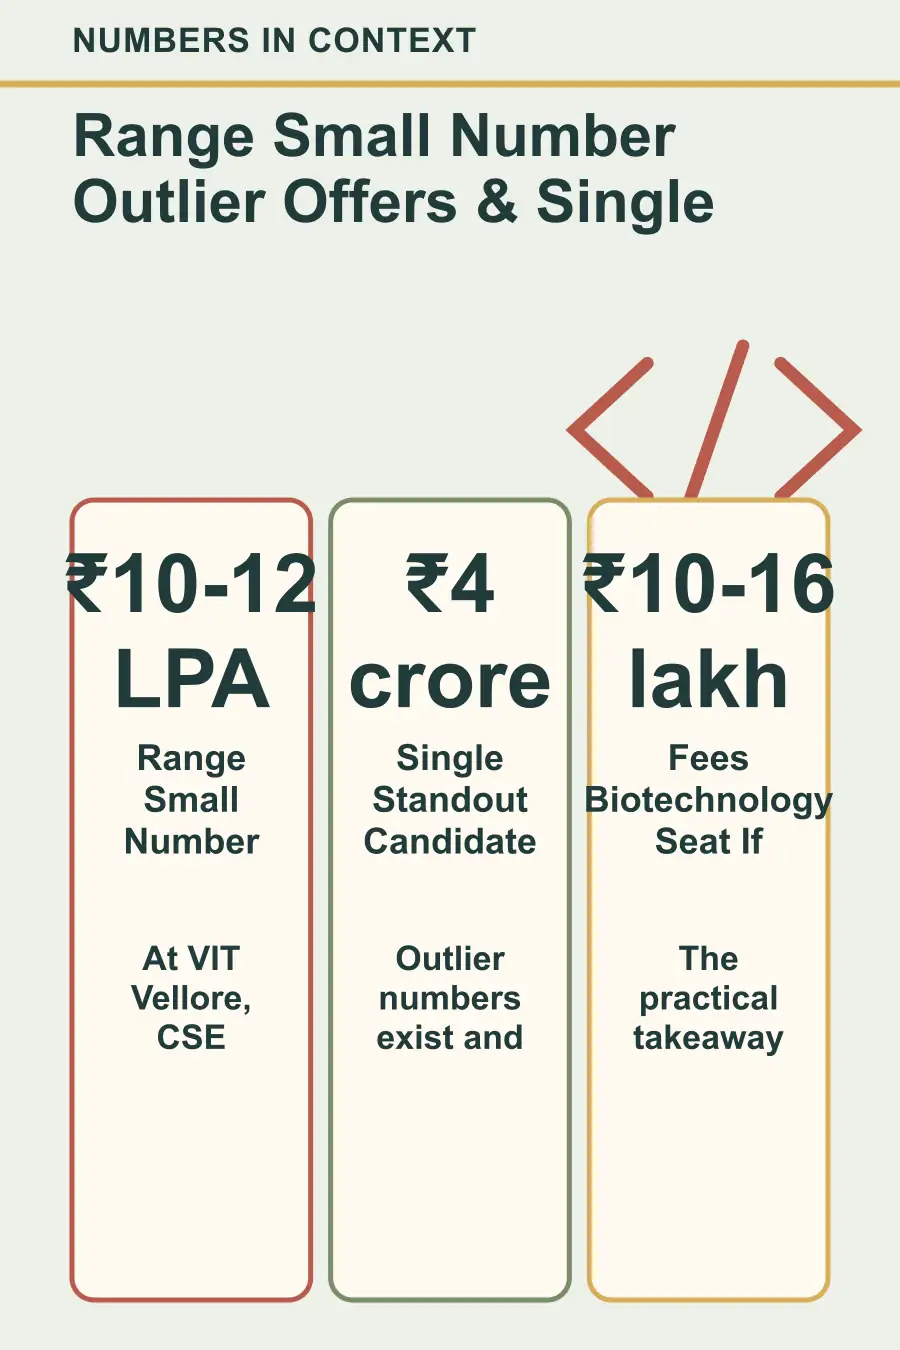 NUMBERS IN CONTEXT
Range Small Number
Outlier Offers & Single
₹10-12
LPA
Range
Small
Number
At VIT
Vellore,
CSE
₹4
crore
Single
Standout
Candidate
Outlier
numbers
exist and
₹10-16
lakh
Fees
Biotechnology
Seat If
The
practical
takeaway